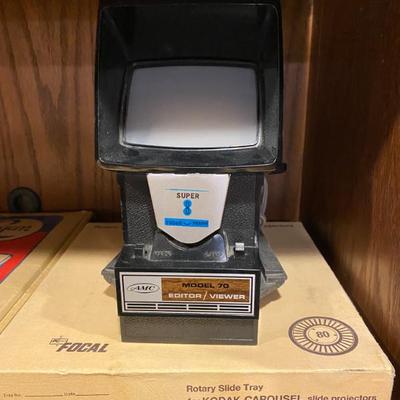 SUPER
8
AMC
MODEL 70
EDITOR / VIEWER
FOCAL
80
Rotary Slide Tray
for KODAK CAROUSEL slide projectors